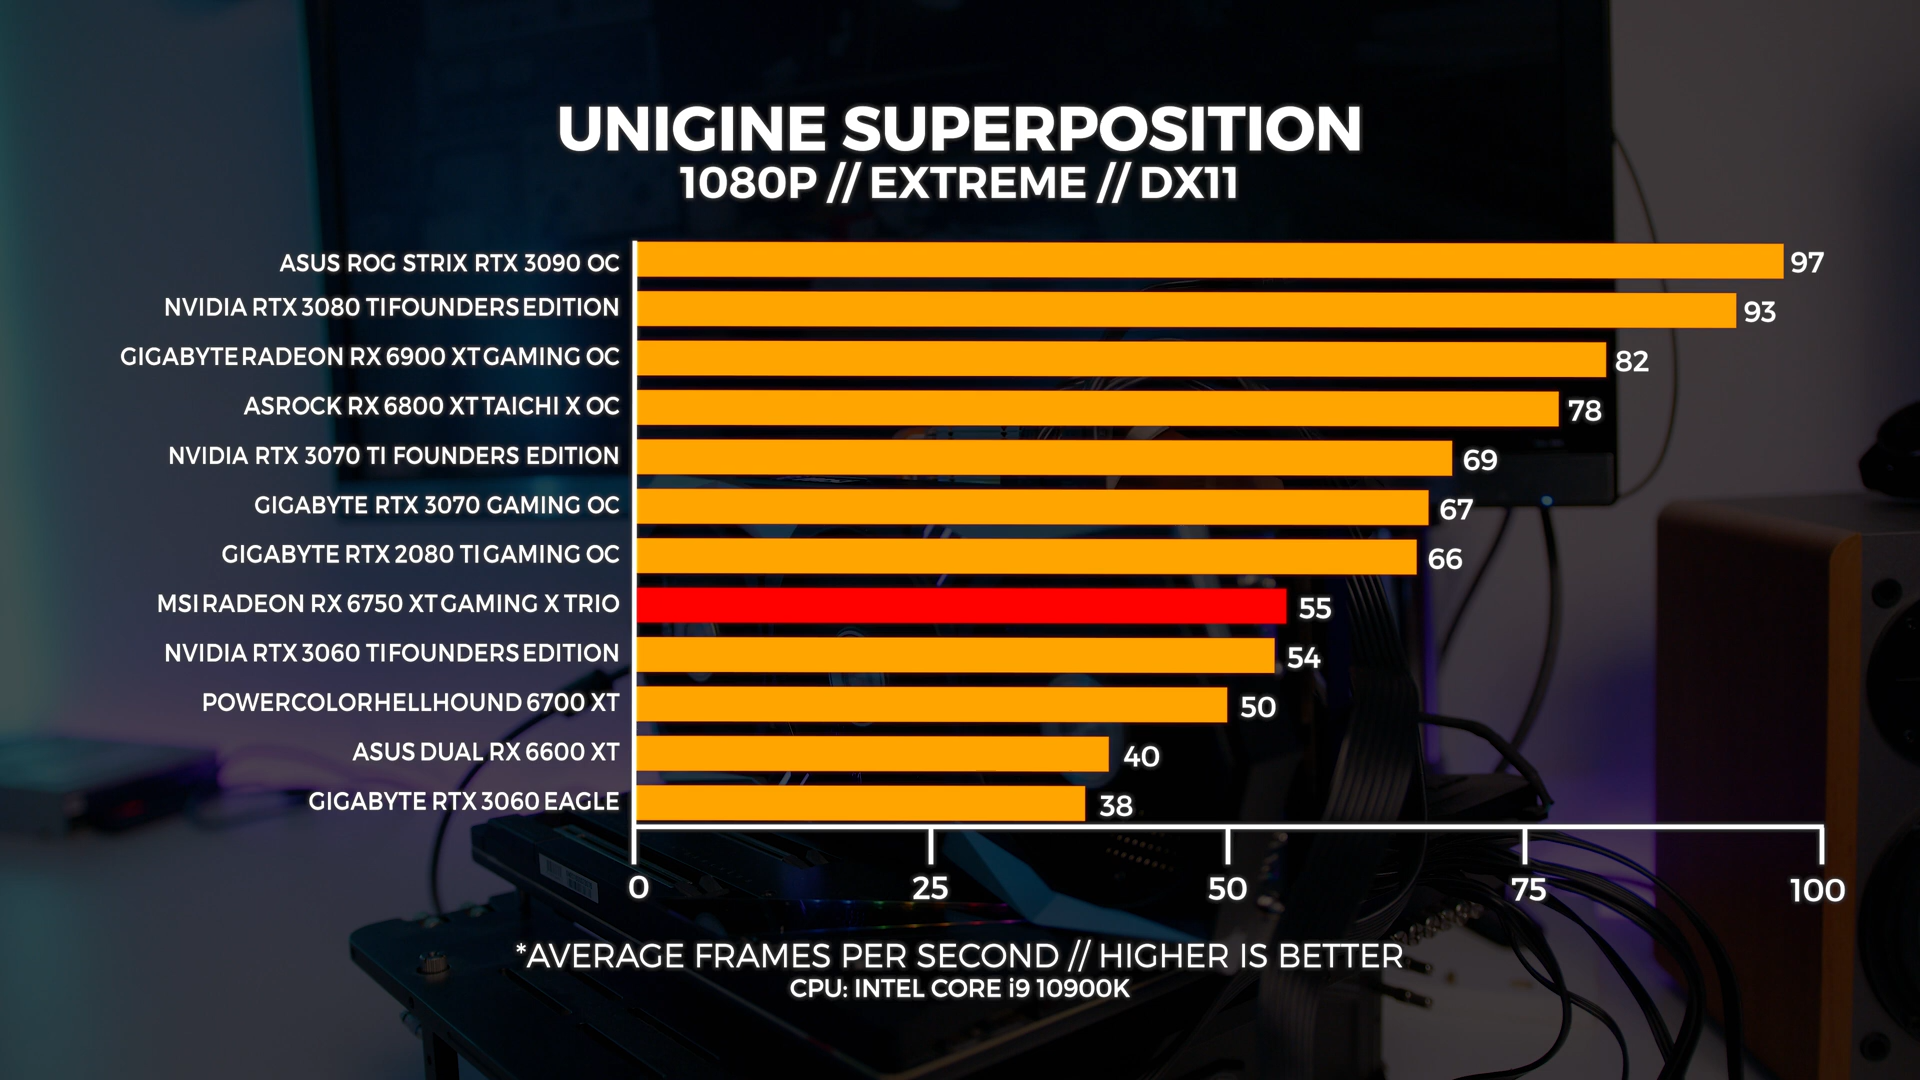 UNIGINE SUPERPOSITION
1080P // EXTREME // DX11
ASUS ROG STRIX RTX 3090 OC 97
NVIDIA RTX 3080 TI FOUNDERS EDITION 93
GIGABYTE RADEON RX 6900 XT GAMING OC 82
ASROCK RX 6800 XT TAICHI X OC 78
NVIDIA RTX 3070 TI FOUNDERS EDITION 69
GIGABYTE RTX 3070 GAMING OC 67
GIGABYTE RTX 2080 TI GAMING OC 66
MSI RADEON RX 6750 XT GAMING X TRIO 55
NVIDIA RTX 3060 TI FOUNDERS EDITION 54
POWERCOLOR HELLHOUND 6700 XT 50
ASUS DUAL RX 6600 XT 40
GIGABYTE RTX 3060 EAGLE 38
0 25 50 75 100
*AVERAGE FRAMES PER SECOND // HIGHER IS BETTER
CPU: INTEL CORE i9 10900K